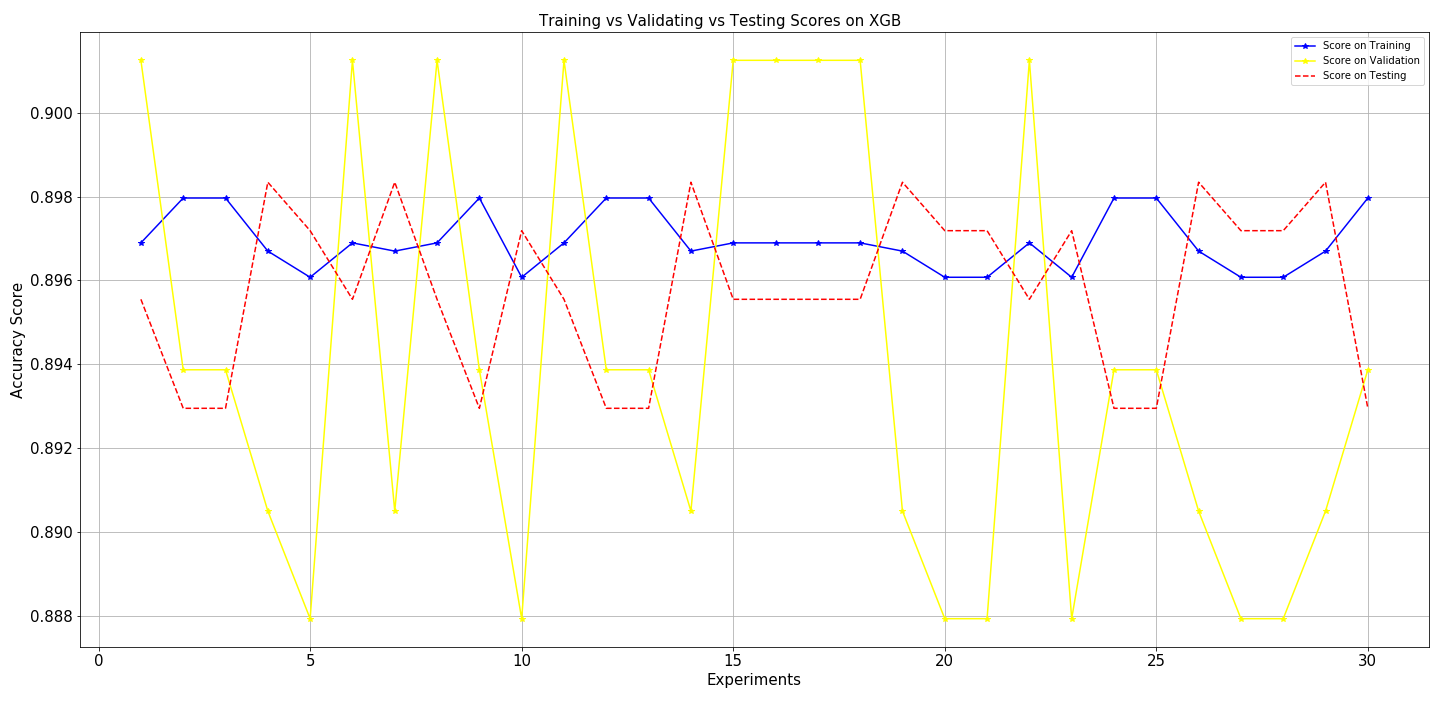 Training vs Validating vs Testing Scores on XGB
Score on Training
Score on Validation
Score on Testing
0.900
0.898
0.896
0.894
0.892
0.890
0.888
Accuracy Score
0 5 10 15 20 25 30
Experiments